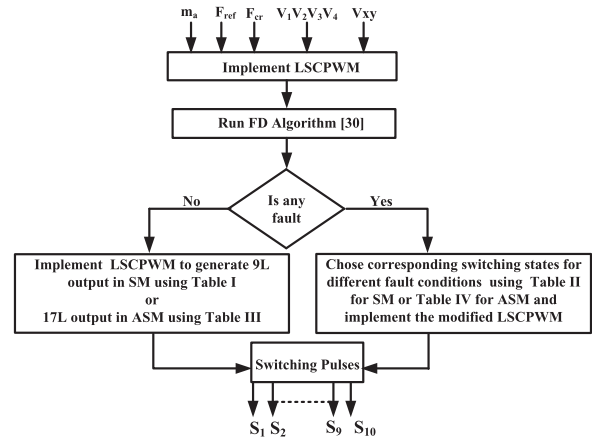 mₐ F_ref F_cr V₁V₂V₃V₄ Vxy
Implement LSCPWM
Run FD Algorithm [30]
Is any
fault
No
Yes
Implement LSCPWM to generate 9L
output in SM using Table I
or
17L output in ASM using Table III
Chose corresponding switching states for
different fault conditions using Table II
for SM or Table IV for ASM and
implement the modified LSCPWM
Switching Pulses
S₁ S₂ S₉ S₁₀